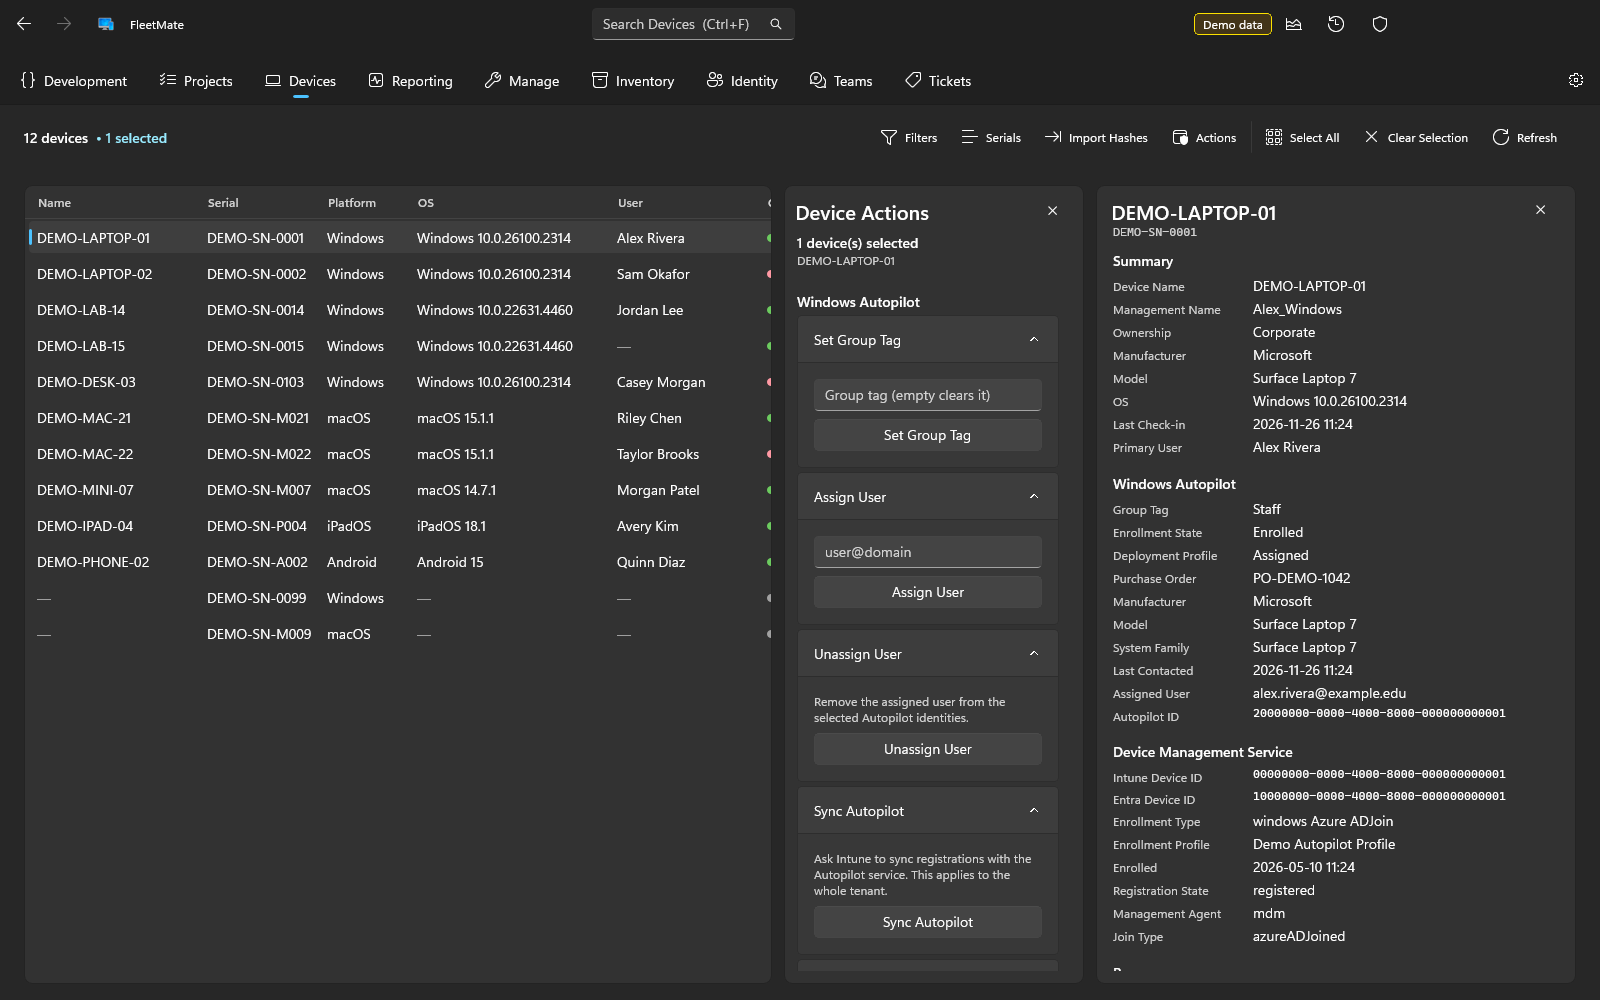 FleetMate
Search Devices (Ctrl+F)
Demo data
Development
Projects
Devices
Reporting
Manage
Inventory
Identity
Teams
Tickets
12 devices • 1 selected
Filters
Serials
Import Hashes
Actions
Select All
Clear Selection
Refresh
Name Serial Platform OS User
DEMO-LAPTOP-01 DEMO-SN-0001 Windows Windows 10.0.26100.2314 Alex Rivera
DEMO-LAPTOP-02 DEMO-SN-0002 Windows Windows 10.0.26100.2314 Sam Okafor
DEMO-LAB-14 DEMO-SN-0014 Windows Windows 10.0.22631.4460 Jordan Lee
DEMO-LAB-15 DEMO-SN-0015 Windows Windows 10.0.22631.4460 —
DEMO-DESK-03 DEMO-SN-0103 Windows Windows 10.0.26100.2314 Casey Morgan
DEMO-MAC-21 DEMO-SN-M021 macOS macOS 15.1.1 Riley Chen
DEMO-MAC-22 DEMO-SN-M022 macOS macOS 15.1.1 Taylor Brooks
DEMO-MINI-07 DEMO-SN-M007 macOS macOS 14.7.1 Morgan Patel
DEMO-IPAD-04 DEMO-SN-P004 iPadOS iPadOS 18.1 Avery Kim
DEMO-PHONE-02 DEMO-SN-A002 Android Android 15 Quinn Diaz
— DEMO-SN-0099 Windows — —
— DEMO-SN-M009 macOS — —
Device Actions
1 device(s) selected
DEMO-LAPTOP-01
Windows Autopilot
Set Group Tag
Group tag (empty clears it)
Set Group Tag
Assign User
user@domain
Assign User
Unassign User
Remove the assigned user from the
selected Autopilot identities.
Unassign User
Sync Autopilot
Ask Intune to sync registrations with the
Autopilot service. This applies to the
whole tenant.
Sync Autopilot
DEMO-LAPTOP-01
DEMO-SN-0001
Summary
Device Name DEMO-LAPTOP-01
Management Name Alex_Windows
Ownership Corporate
Manufacturer Microsoft
Model Surface Laptop 7
OS Windows 10.0.26100.2314
Last Check-in 2026-11-26 11:24
Primary User Alex Rivera
Windows Autopilot
Group Tag Staff
Enrollment State Enrolled
Deployment Profile Assigned
Purchase Order PO-DEMO-1042
Manufacturer Microsoft
Model Surface Laptop 7
System Family Surface Laptop 7
Last Contacted 2026-11-26 11:24
Assigned User alex.rivera@example.edu
Autopilot ID 20000000-0000-4000-8000-000000000001
Device Management Service
Intune Device ID 00000000-0000-4000-8000-000000000001
Entra Device ID 10000000-0000-4000-8000-000000000001
Enrollment Type windows Azure ADJoin
Enrollment Profile Demo Autopilot Profile
Enrolled 2026-05-10 11:24
Registration State registered
Management Agent mdm
Join Type azureADJoined